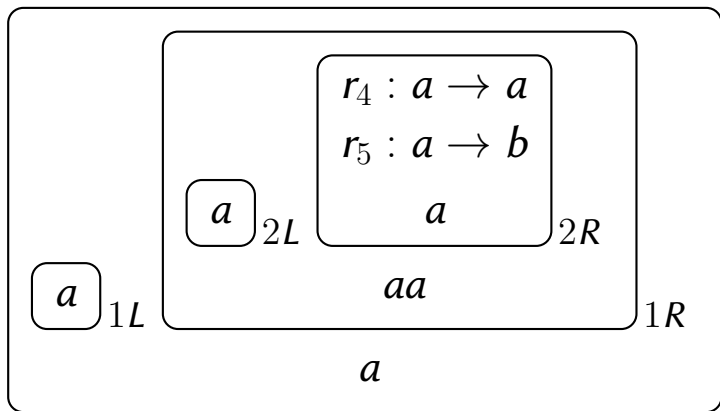 r₄ : a → a
r₅ : a → b
a
a 2L
2R
aa
a 1L
1R
a